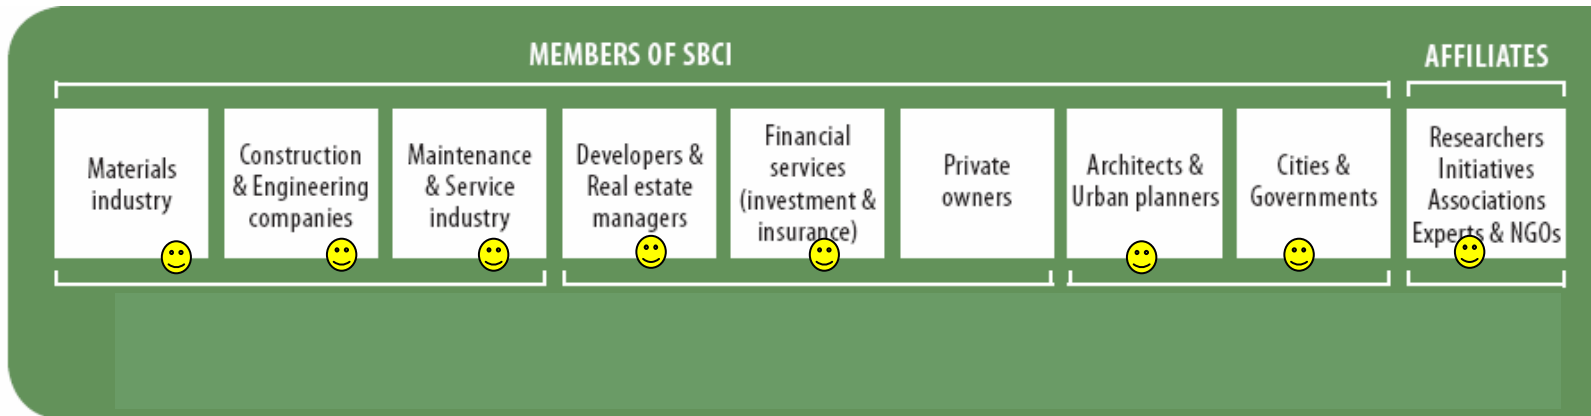 MEMBERS OF SBCI
AFFILIATES
Materials
industry
Construction
& Engineering
companies
Maintenance
& Service
industry
Developers &
Real estate
managers
Financial
services
(investment &
insurance)
Private
owners
Architects &
Urban planners
Cities &
Governments
Researchers
Initiatives
Associations
Experts & NGOs